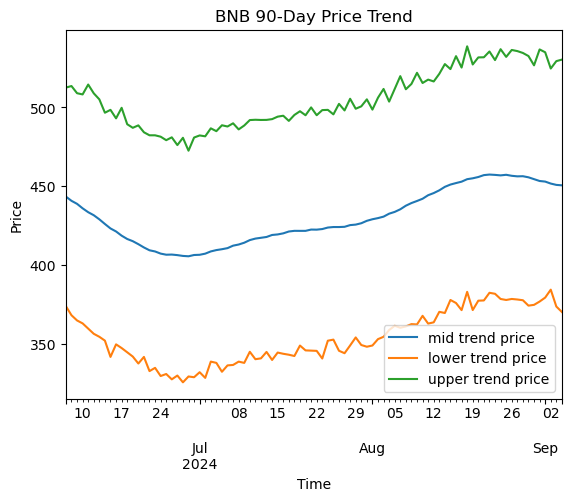 BNB 90-Day Price Trend
Price
500
450
400
350
mid trend price
lower trend price
upper trend price
10 17 24 08 15 22 29 05 12 19 26 02
Jul Aug Sep
2024
Time